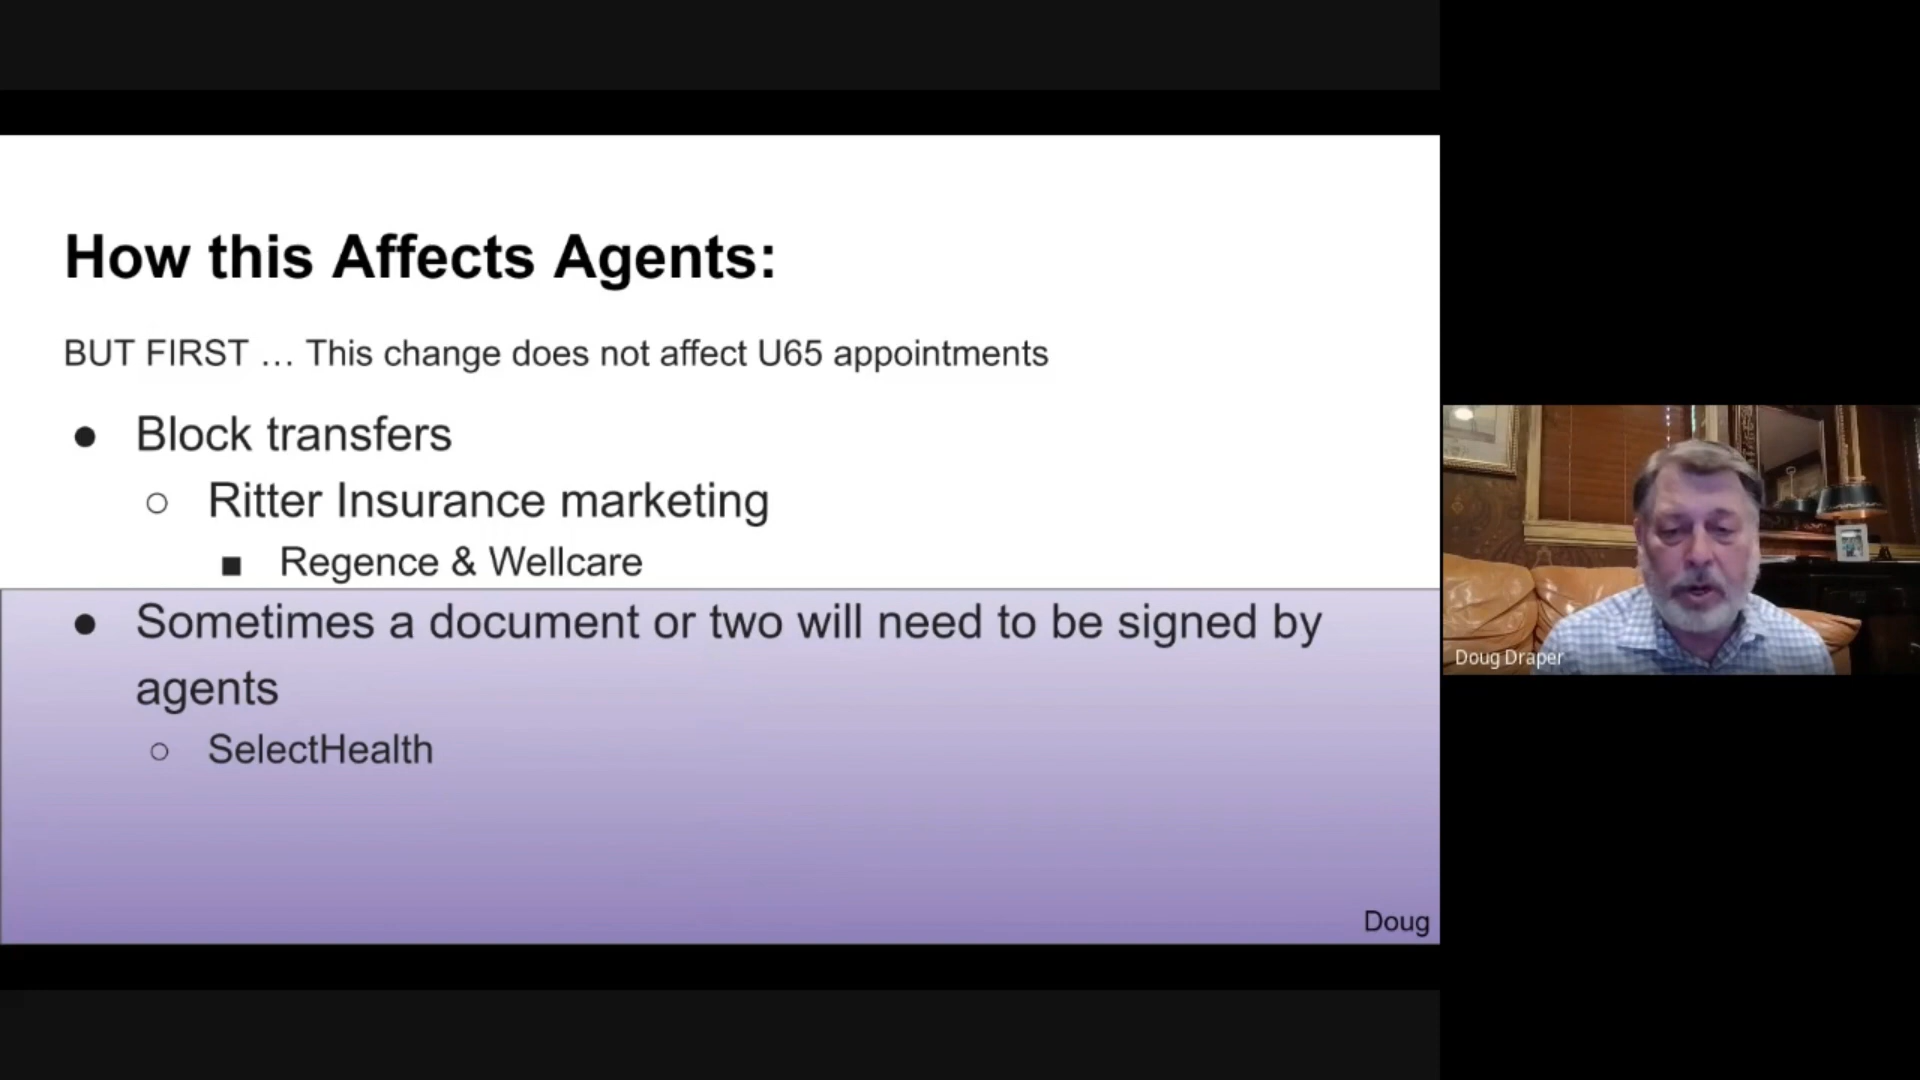 How this Affects Agents:
BUT FIRST … This change does not affect U65 appointments
● Block transfers
○ Ritter Insurance marketing
■ Regence & Wellcare
● Sometimes a document or two will need to be signed by
agents
○ SelectHealth
Doug
Doug Draper